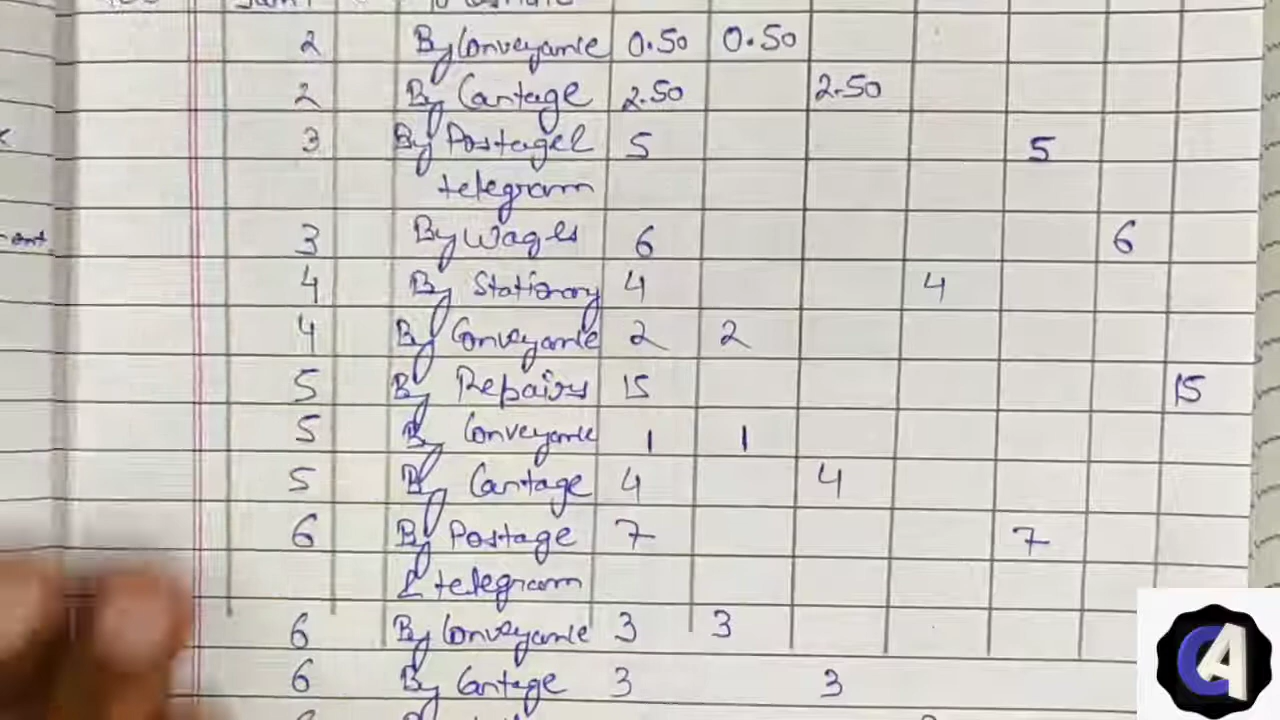 2 By Conveyance 0.50 0.50
2 By Cartage 2.50 2.50
3 By Postage &
telegram 5 5
3 By Wages 6 6
4 By Stationary 4 4
4 By Conveyance 2 2
5 By Repairs 15 15
5 By Conveyance 1 1
5 By Cartage 4 4
6 By Postage 7 7
& telegram
6 By Conveyance 3 3
6 By Cartage 3 3
CA